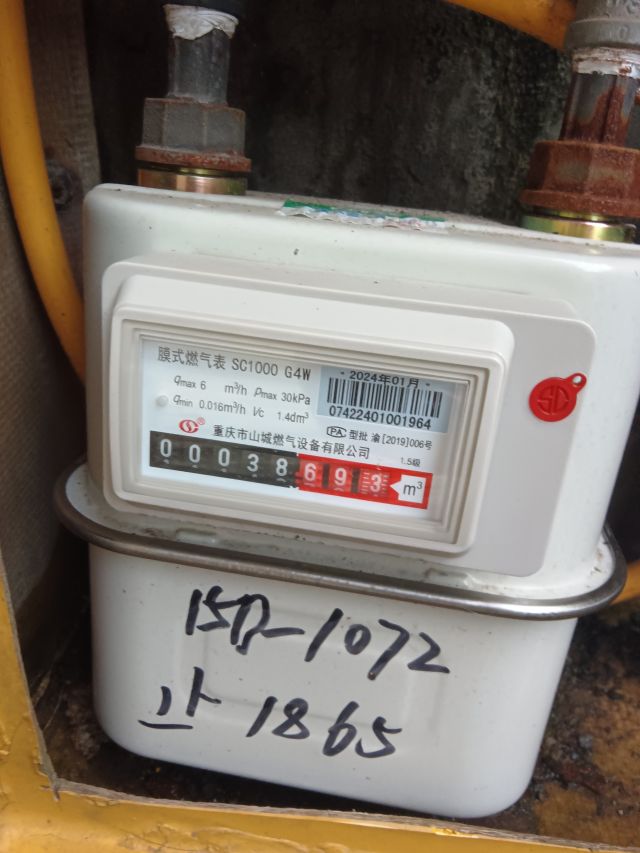 膜式燃气表 SC1000 G4W
qmax 6 m³/h pmax 30kPa
qmin 0.016m³/h Vc 1.4dm³
· 2024年01月 ·
07422401001964
PA 型批 渝[2019]006号
重庆市山城燃气设备有限公司
1.5级
00038693 m³
1072
1865